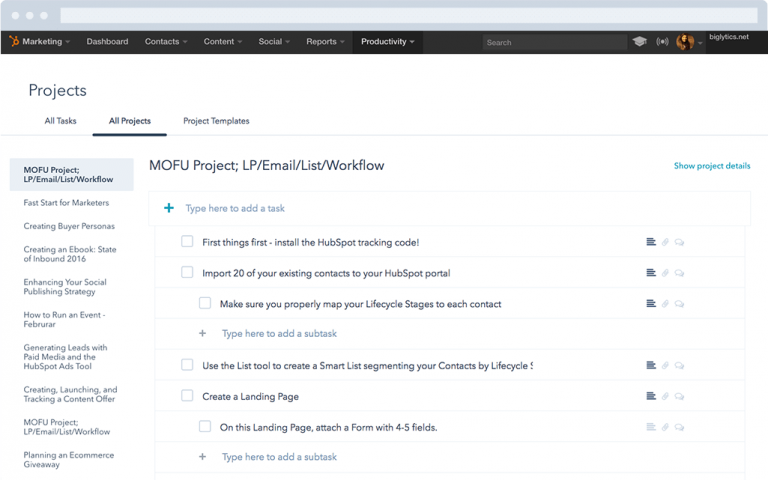 Marketing Dashboard Contacts Content Social Reports Productivity Search biglytics.net
Projects
All Tasks All Projects Project Templates
MOFU Project;
LP/Email/List/Workflow
Fast Start for Marketers
Creating Buyer Personas
Creating an Ebook: State
of Inbound 2016
Enhancing Your Social
Publishing Strategy
How to Run an Event -
Februrar
Generating Leads with
Paid Media and the
HubSpot Ads Tool
Creating, Launching, and
Tracking a Content Offer
MOFU Project;
LP/Email/List/Workflow
Planning an Ecommerce
Giveaway
MOFU Project; LP/Email/List/Workflow Show project details
+ Type here to add a task
First things first - install the HubSpot tracking code!
Import 20 of your existing contacts to your HubSpot portal
Make sure you properly map your Lifecycle Stages to each contact
+ Type here to add a subtask
Use the List tool to create a Smart List segmenting your Contacts by Lifecycle S
Create a Landing Page
On this Landing Page, attach a Form with 4-5 fields.
+ Type here to add a subtask